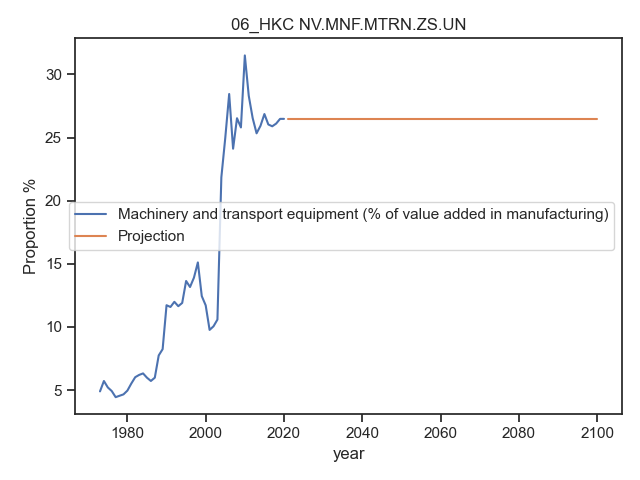 06_HKC NV.MNF.MTRN.ZS.UN
Proportion %
30
25
20
15
10
5
Machinery and transport equipment (% of value added in manufacturing)
Projection
1980 2000 2020 2040 2060 2080 2100
year